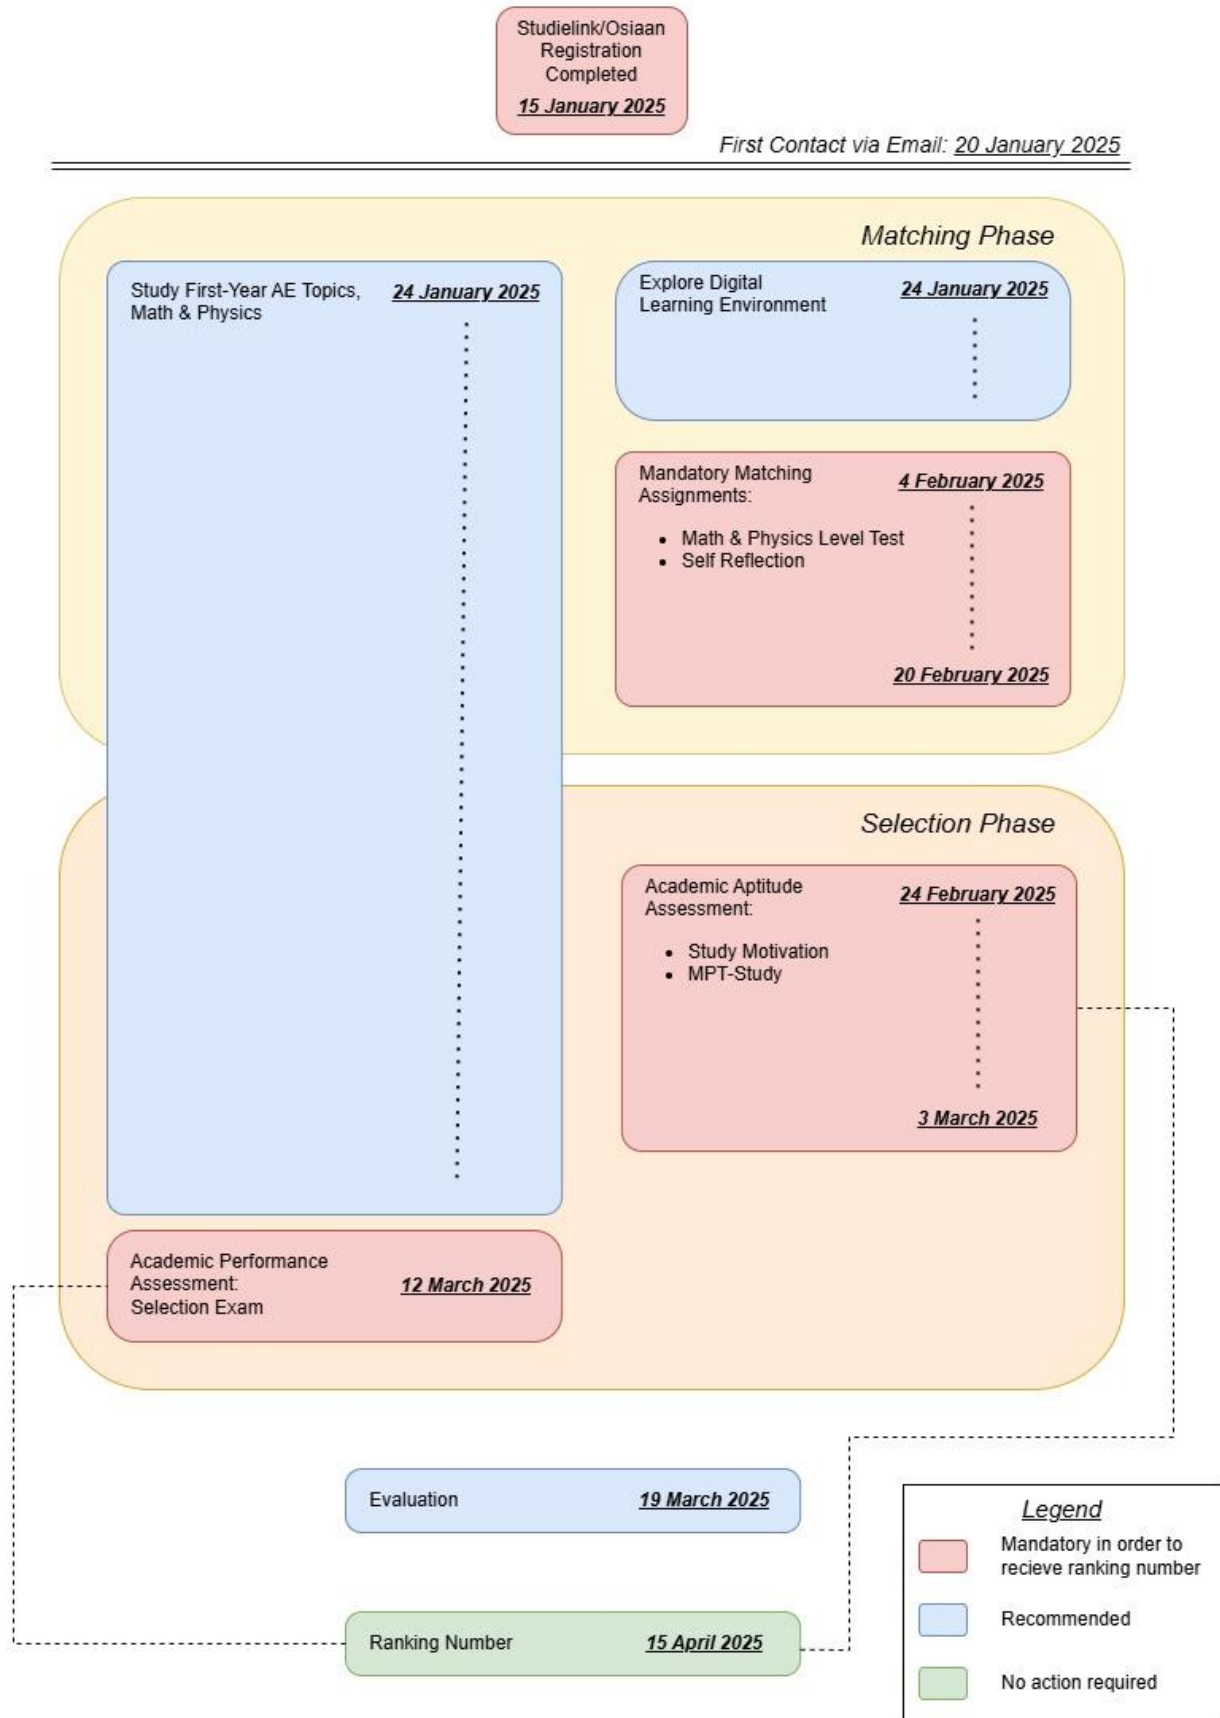 Studielink/Osiaan
Registration
Completed
15 January 2025
First Contact via Email: 20 January 2025
Matching Phase
Study First-Year AE Topics,
Math & Physics
24 January 2025
Explore Digital
Learning Environment
24 January 2025
Mandatory Matching
Assignments:
4 February 2025
• Math & Physics Level Test
• Self Reflection
20 February 2025
Selection Phase
Academic Aptitude
Assessment:
24 February 2025
• Study Motivation
• MPT-Study
3 March 2025
Academic Performance
Assessment:
Selection Exam
12 March 2025
Evaluation
19 March 2025
Ranking Number
15 April 2025
Legend
Mandatory in order to
recieve ranking number
Recommended
No action required